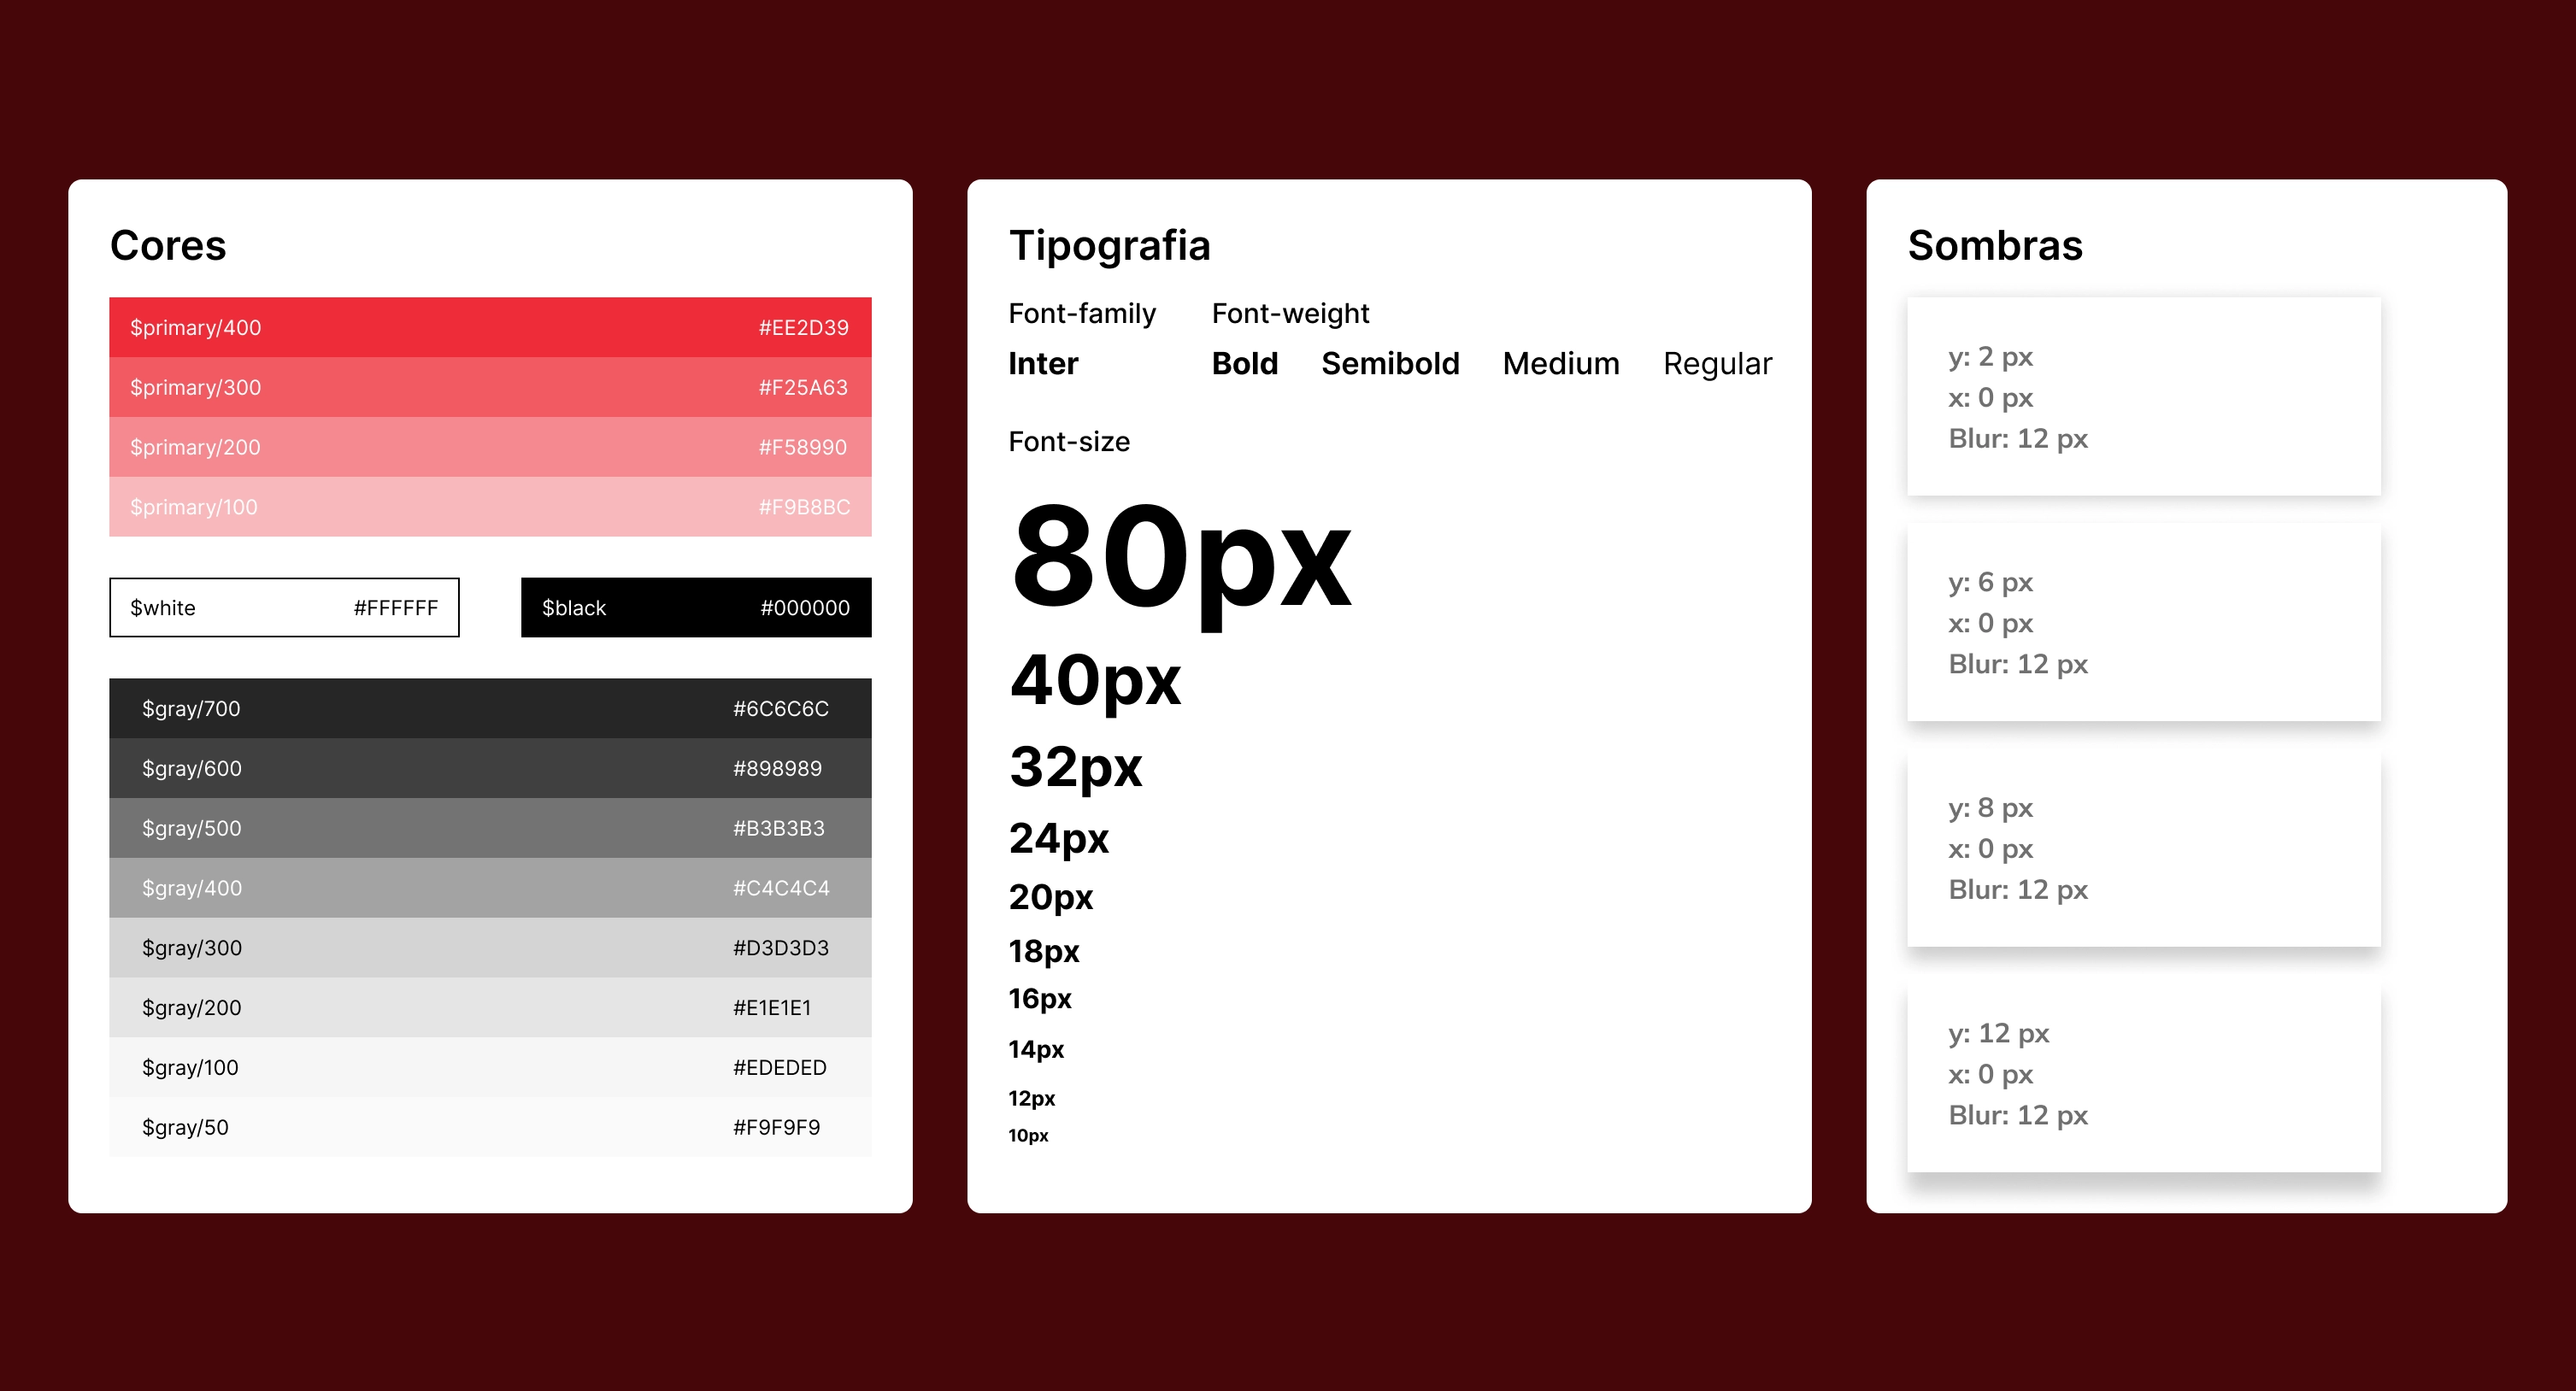 Cores
$primary/400 #EE2D39
$primary/300 #F25A63
$primary/200 #F58990
$primary/100 #F9B8BC
$white #FFFFFF
$black #000000
$gray/700 #6C6C6C
$gray/600 #898989
$gray/500 #B3B3B3
$gray/400 #C4C4C4
$gray/300 #D3D3D3
$gray/200 #E1E1E1
$gray/100 #EDEDED
$gray/50 #F9F9F9
Tipografia
Font-family Font-weight
Inter Bold Semibold Medium Regular
Font-size
80px
40px
32px
24px
20px
18px
16px
14px
12px
10px
Sombras
y: 2 px
x: 0 px
Blur: 12 px
y: 6 px
x: 0 px
Blur: 12 px
y: 8 px
x: 0 px
Blur: 12 px
y: 12 px
x: 0 px
Blur: 12 px